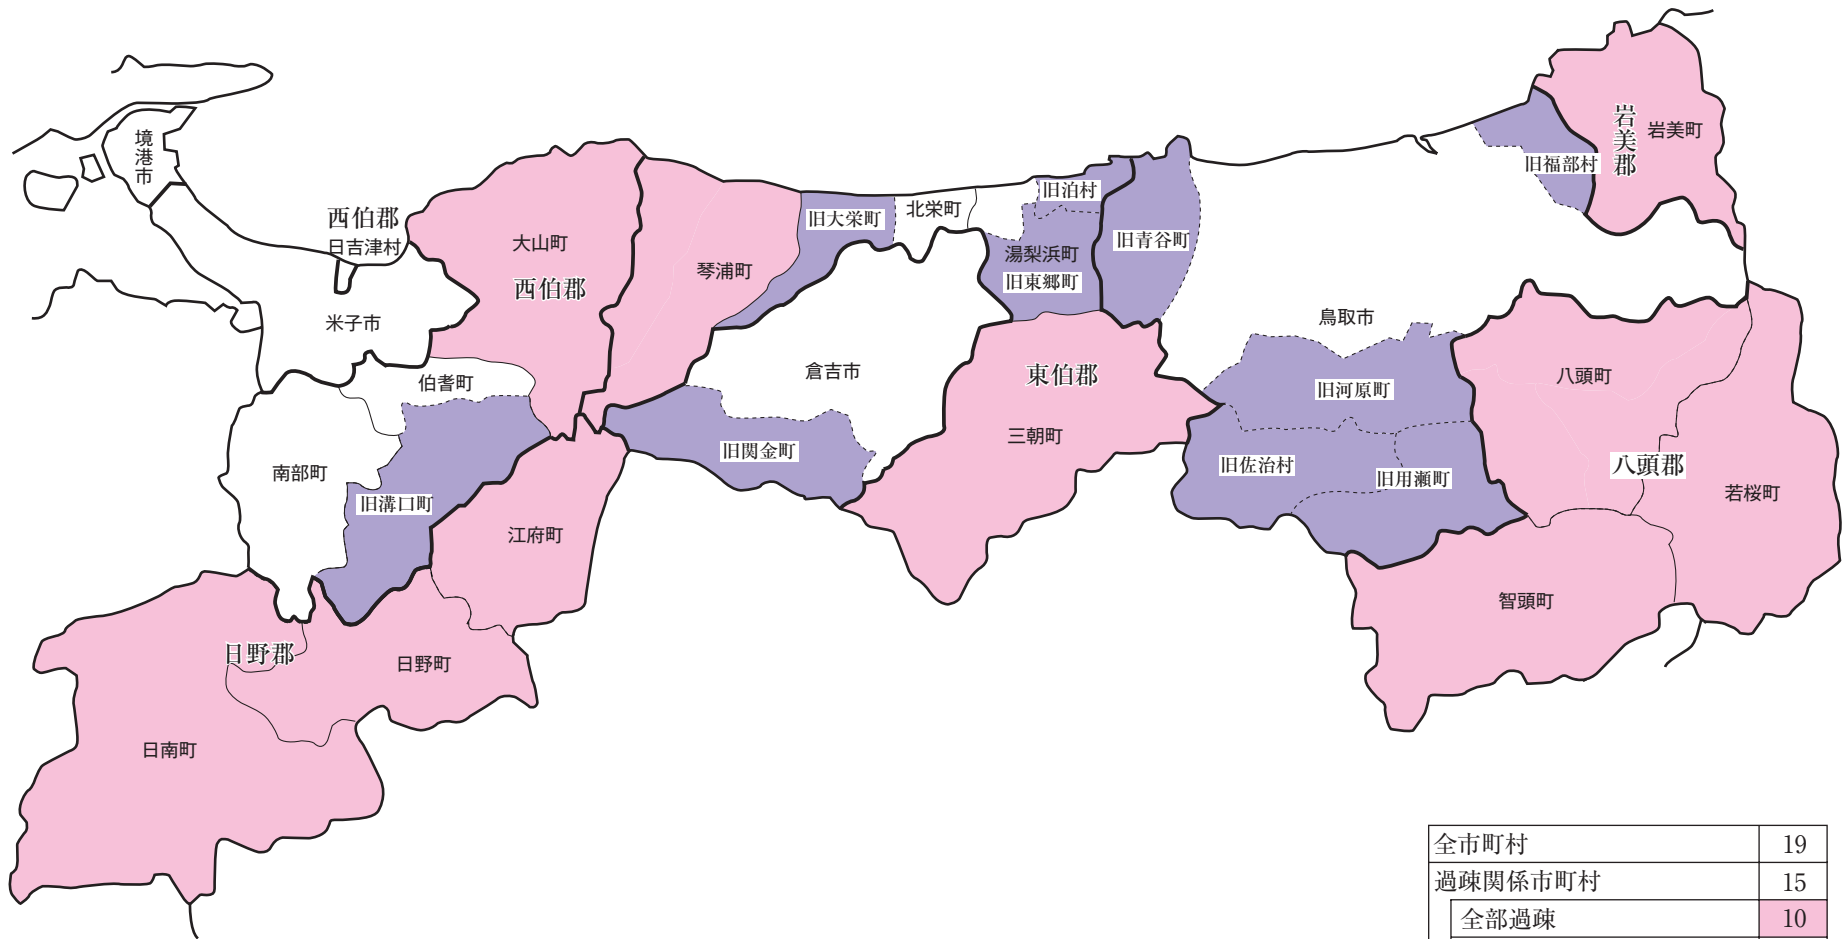 境港市
西伯郡
日吉津村
米子市
大山町
西伯郡
琴浦町
旧大栄町
北栄町
旧泊村
湯梨浜町
旧東郷町
旧青谷町
旧福部村
岩美郡
岩美町
鳥取市
伯耆町
倉吉市
東伯郡
三朝町
旧関金町
南部町
旧溝口町
江府町
旧河原町
旧佐治村
旧用瀬町
八頭町
八頭郡
若桜町
智頭町
日野郡
日野町
日南町
全市町村 19
過疎関係市町村 15
全部過疎 10